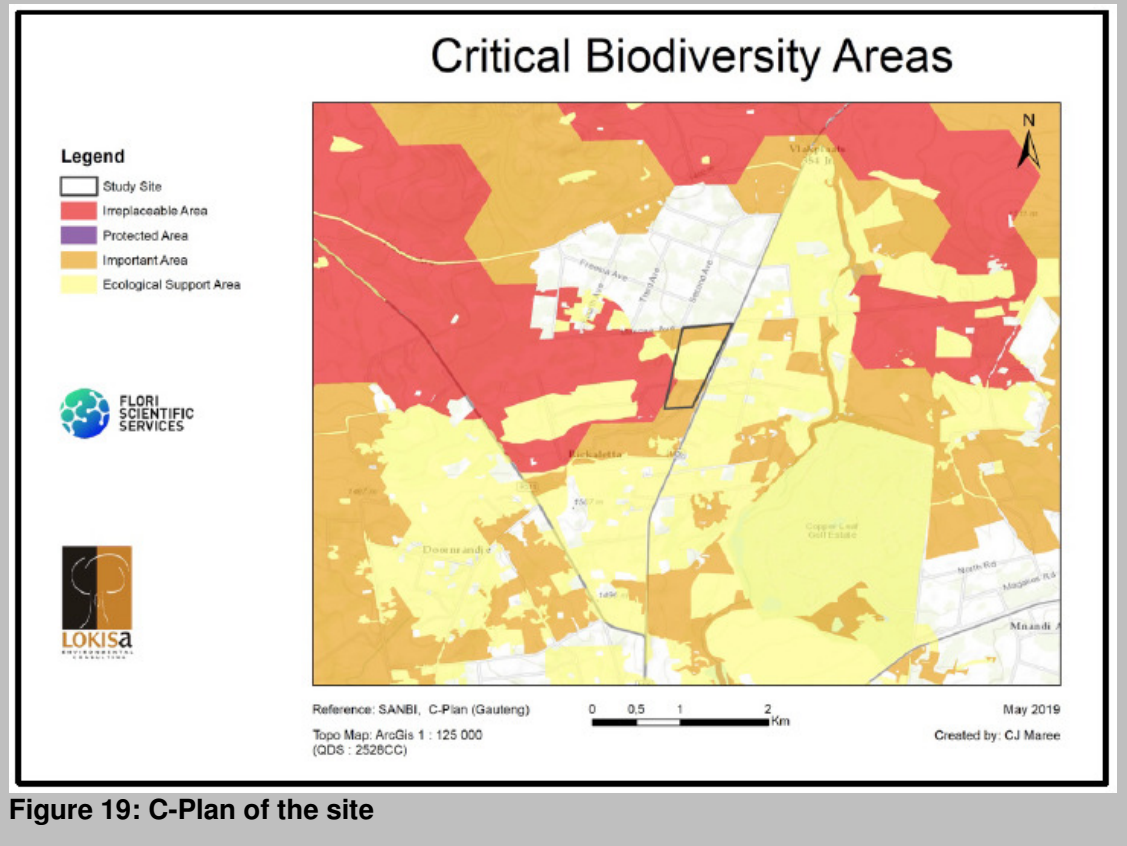 Critical Biodiversity Areas
Legend
Study Site
Irreplaceable Area
Protected Area
Important Area
Ecological Support Area
FLORI
SCIENTIFIC
SERVICES
LOKISa
ENVIRONMENTAL
CONSULTING
N
Freesia Ave
Third Ave
Second Ave
Copper Leaf
Golf Estate
North Rd
Mnandi A
Reference: SANBI, C-Plan (Gauteng)
Topo Map: ArcGis 1 : 125 000
(QDS : 2528CC)
0 0,5 1 2
Km
May 2019
Created by: CJ Maree
Figure 19: C-Plan of the site